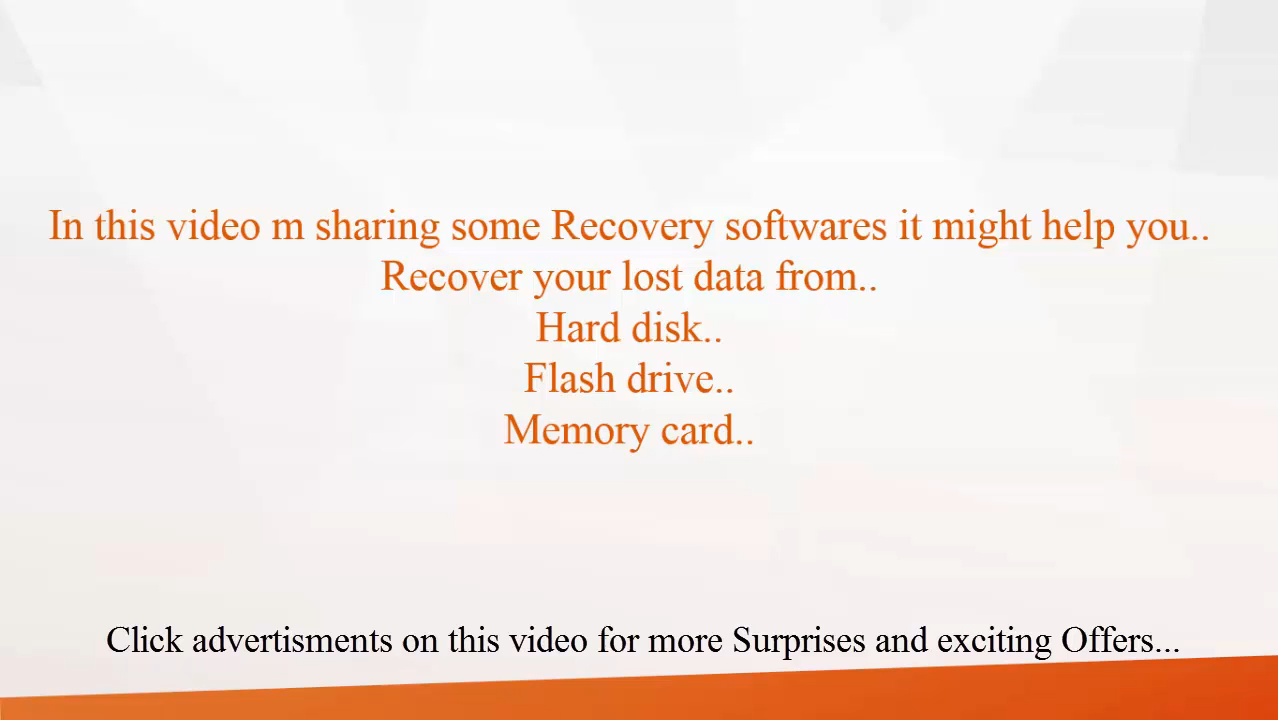 In this video m sharing some Recovery softwares it might help you..
Recover your lost data from..
Hard disk..
Flash drive..
Memory card..
Click advertisments on this video for more Surprises and exciting Offers...